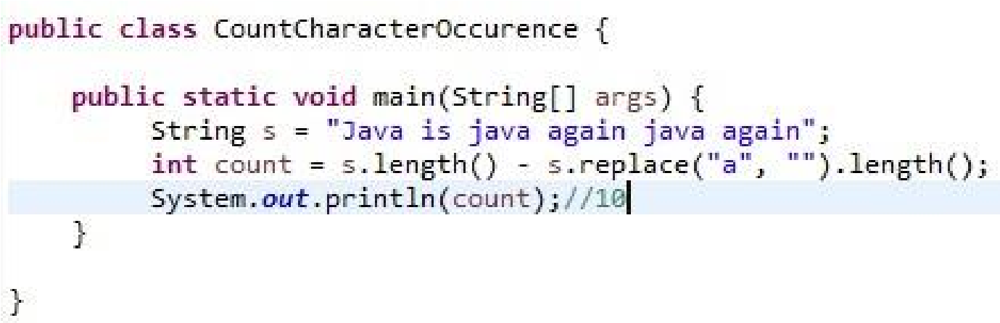 public class CountCharacterOccurence {
public static void main(String[] args) {
String s = "Java is java again java again";
int count = s.length() - s.replace("a", "").length();
System.out.println(count);//10
}
}